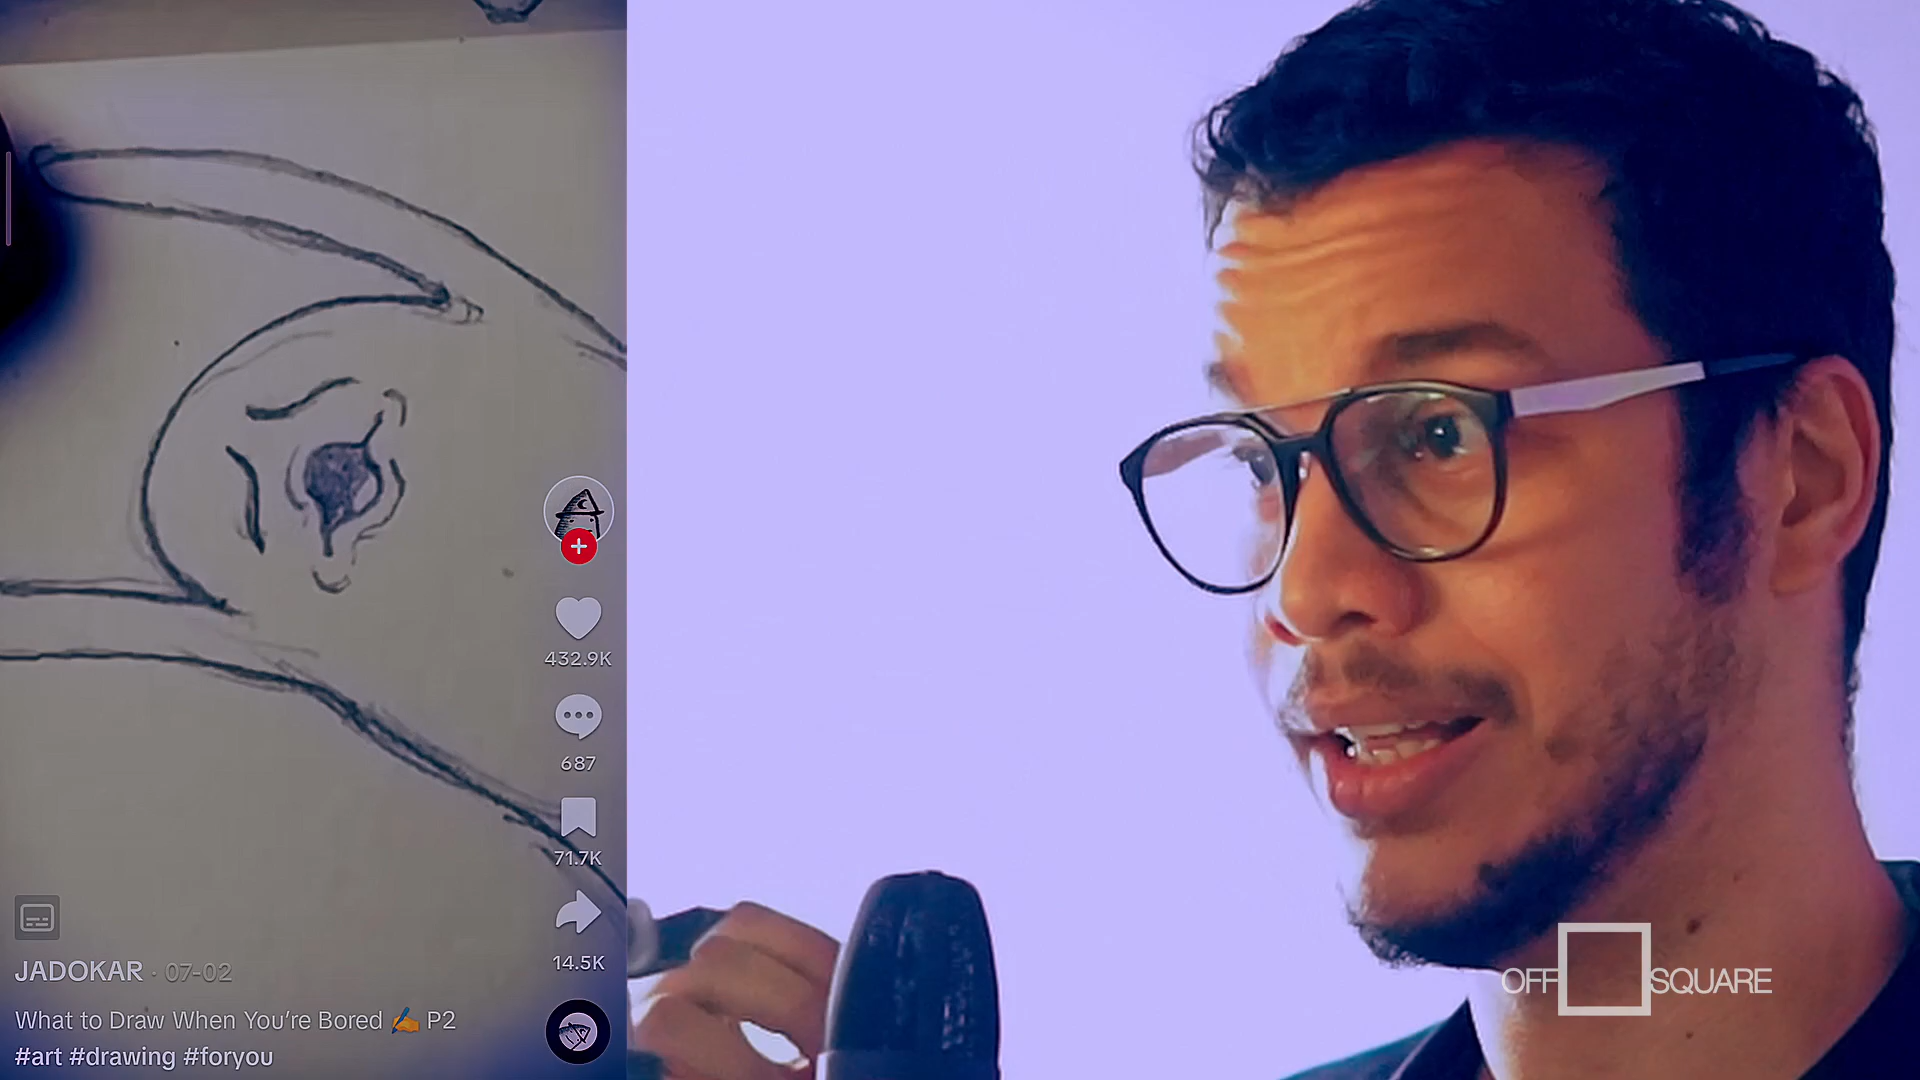 432.9K
687
71.7K
14.5K
JADOKAR · 07-02
What to Draw When You’re Bored ✍️ P2
#art #drawing #foryou
OFF SQUARE